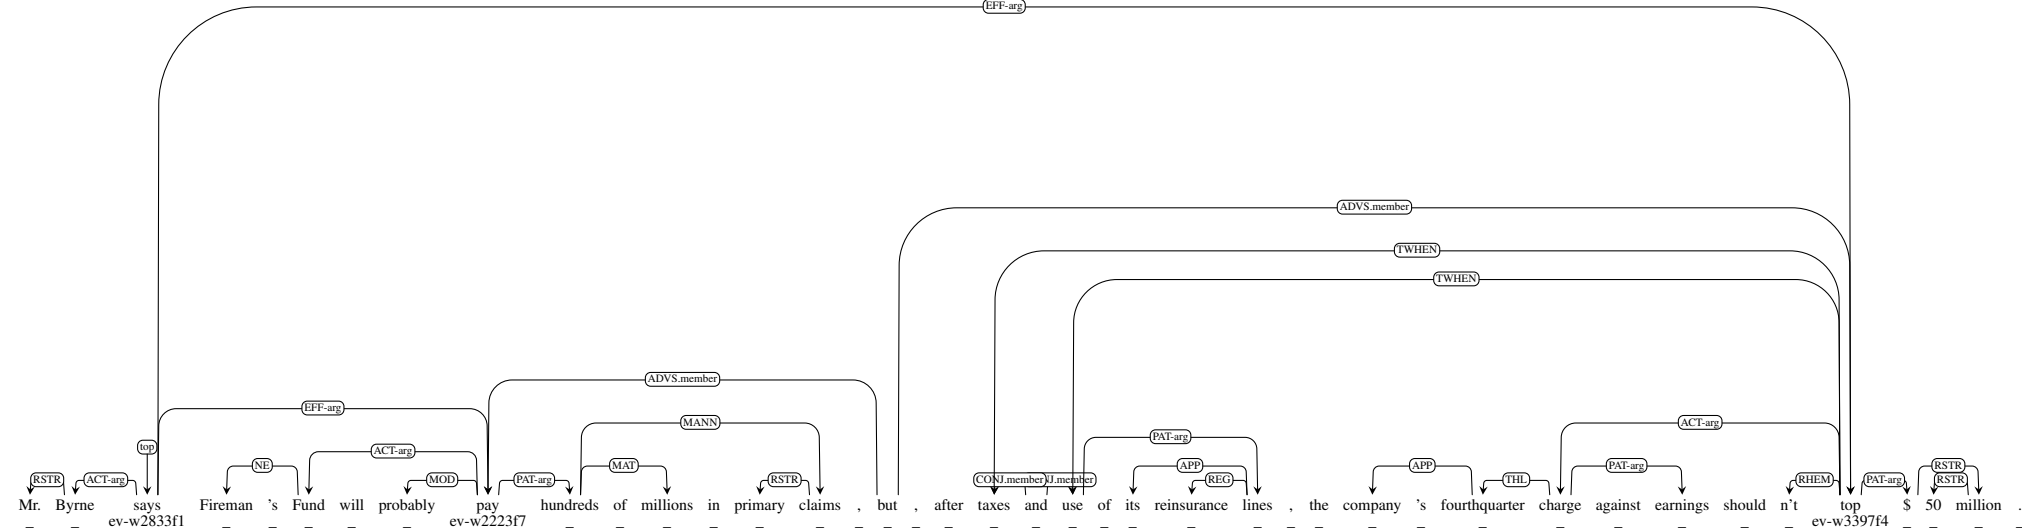 EFF-arg
ADVS.member
TWHEN
TWHEN
ADVS.member
EFF-arg
MANN
ACT-arg
PAT-arg
top
ACT-arg
NE
MAT
APP
APP
PAT-arg
RSTR
RSTR
ACT-arg
MOD
PAT-arg
RSTR
CONJ.member
J.member
REG
THL
RHEM
PAT-arg
RSTR
Mr. Byrne says Fireman 's Fund will probably pay hundreds of millions in primary claims , but , after taxes and use of its reinsurance lines , the company 's fourthquarter charge against earnings should n't top $ 50 million .
_ _ ev-w2833f1 _ _ _ _ _ ev-w2223f7 _ _ _ _ _ _ _ _ _ _ _ _ _ _ _ _ _ _ _ _ _ _ _ _ _ _ _ ev-w3397f4 _ _ _ _